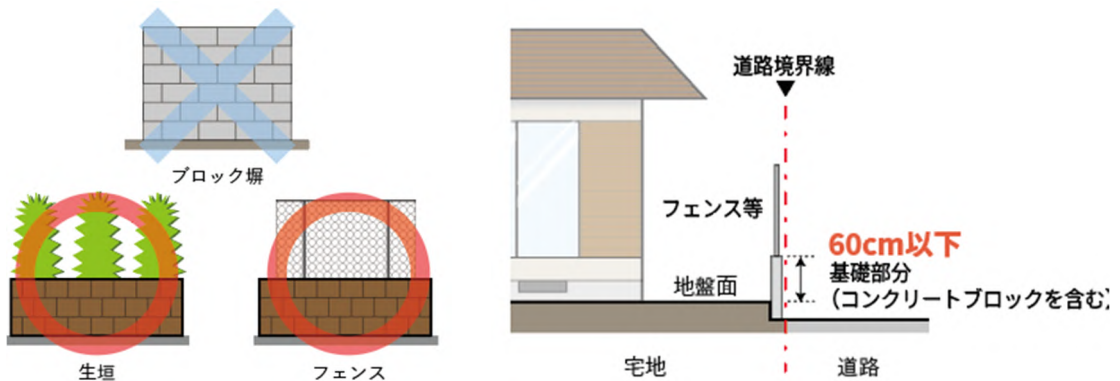 ブロック塀
生垣
フェンス
道路境界線
フェンス等
60cm以下
基礎部分
(コンクリートブロックを含む)
地盤面
宅地
道路